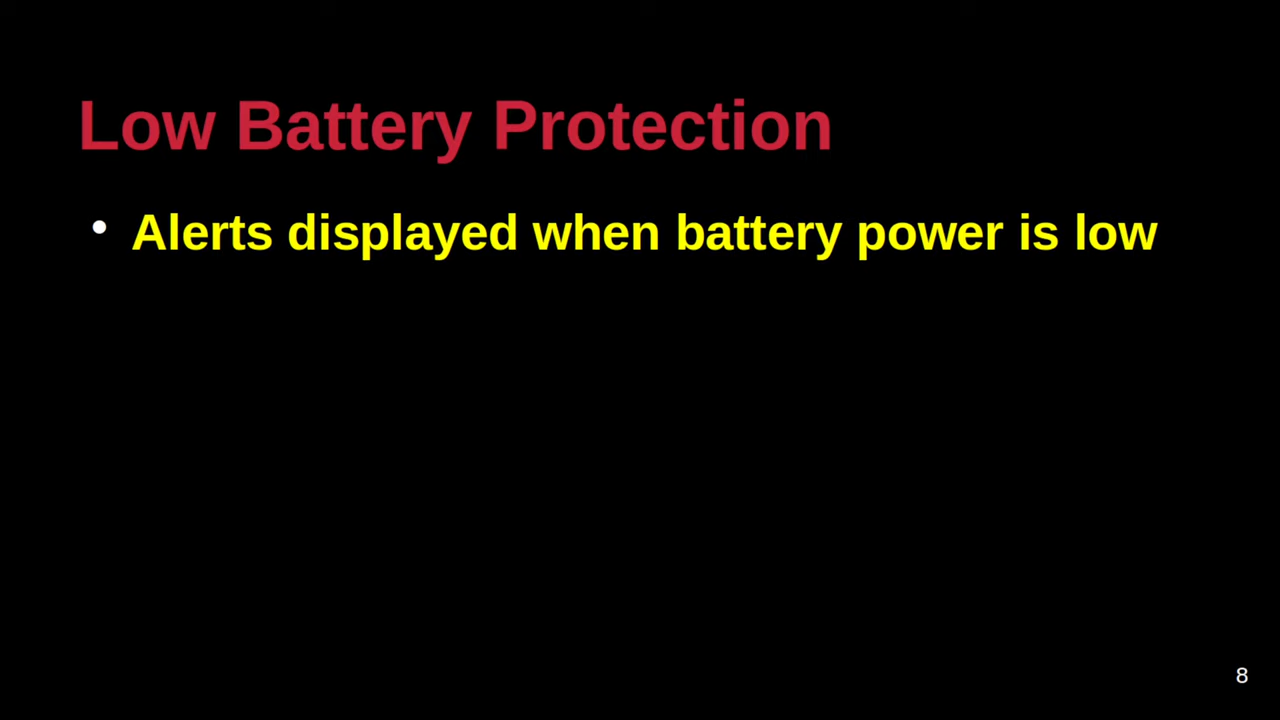 Low Battery Protection
• Alerts displayed when battery power is low
8